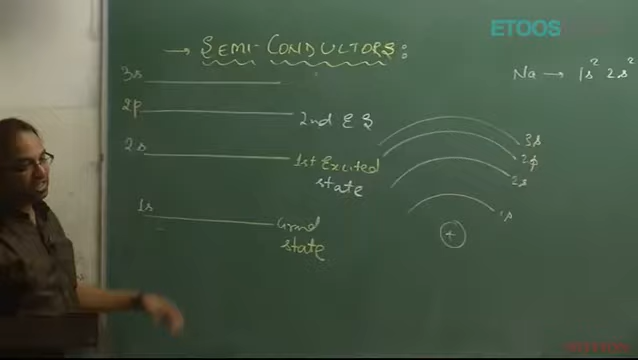 ETOOS
→ SEMI-CONDUCTORS:
Na → 1s² 2s²
3s
2p 2nd E S
2s 1st Excited
state
1s Grnd
state
3s
2p
2s
1s
+